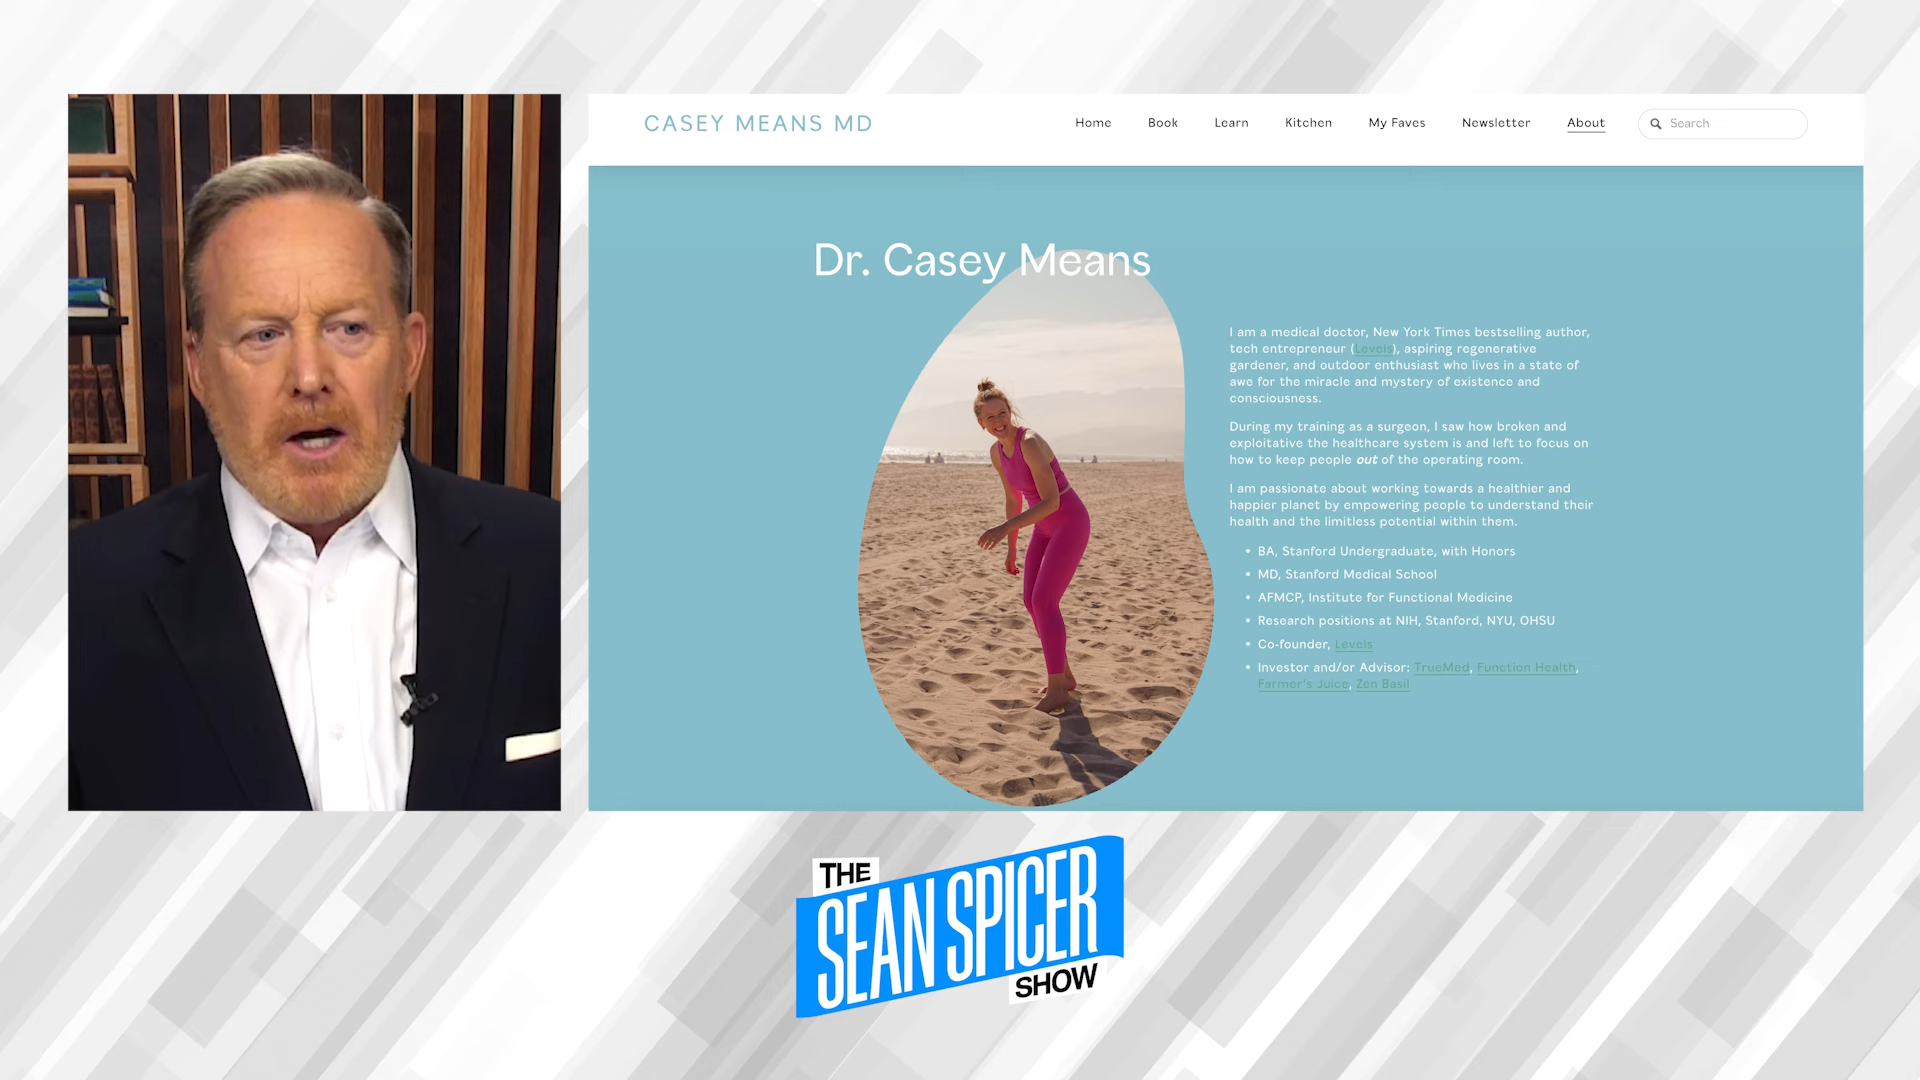 CASEY MEANS MD
Home Book Learn Kitchen My Faves Newsletter About Search
Dr. Casey Means
I am a medical doctor, New York Times bestselling author,
tech entrepreneur (Levels), aspiring regenerative
gardener, and outdoor enthusiast who lives in a state of
awe for the miracle and mystery of existence and
consciousness.
During my training as a surgeon, I saw how broken and
exploitative the healthcare system is and left to focus on
how to keep people out of the operating room.
I am passionate about working towards a healthier and
happier planet by empowering people to understand their
health and the limitless potential within them.
• BA, Stanford Undergraduate, with Honors
• MD, Stanford Medical School
• AFMCP, Institute for Functional Medicine
• Research positions at NIH, Stanford, NYU, OHSU
• Co-founder, Levels
• Investor and/or Advisor: TrueMed, Function Health,
Farmer's Juice, Zen Basil
THE
SEAN SPICER
SHOW